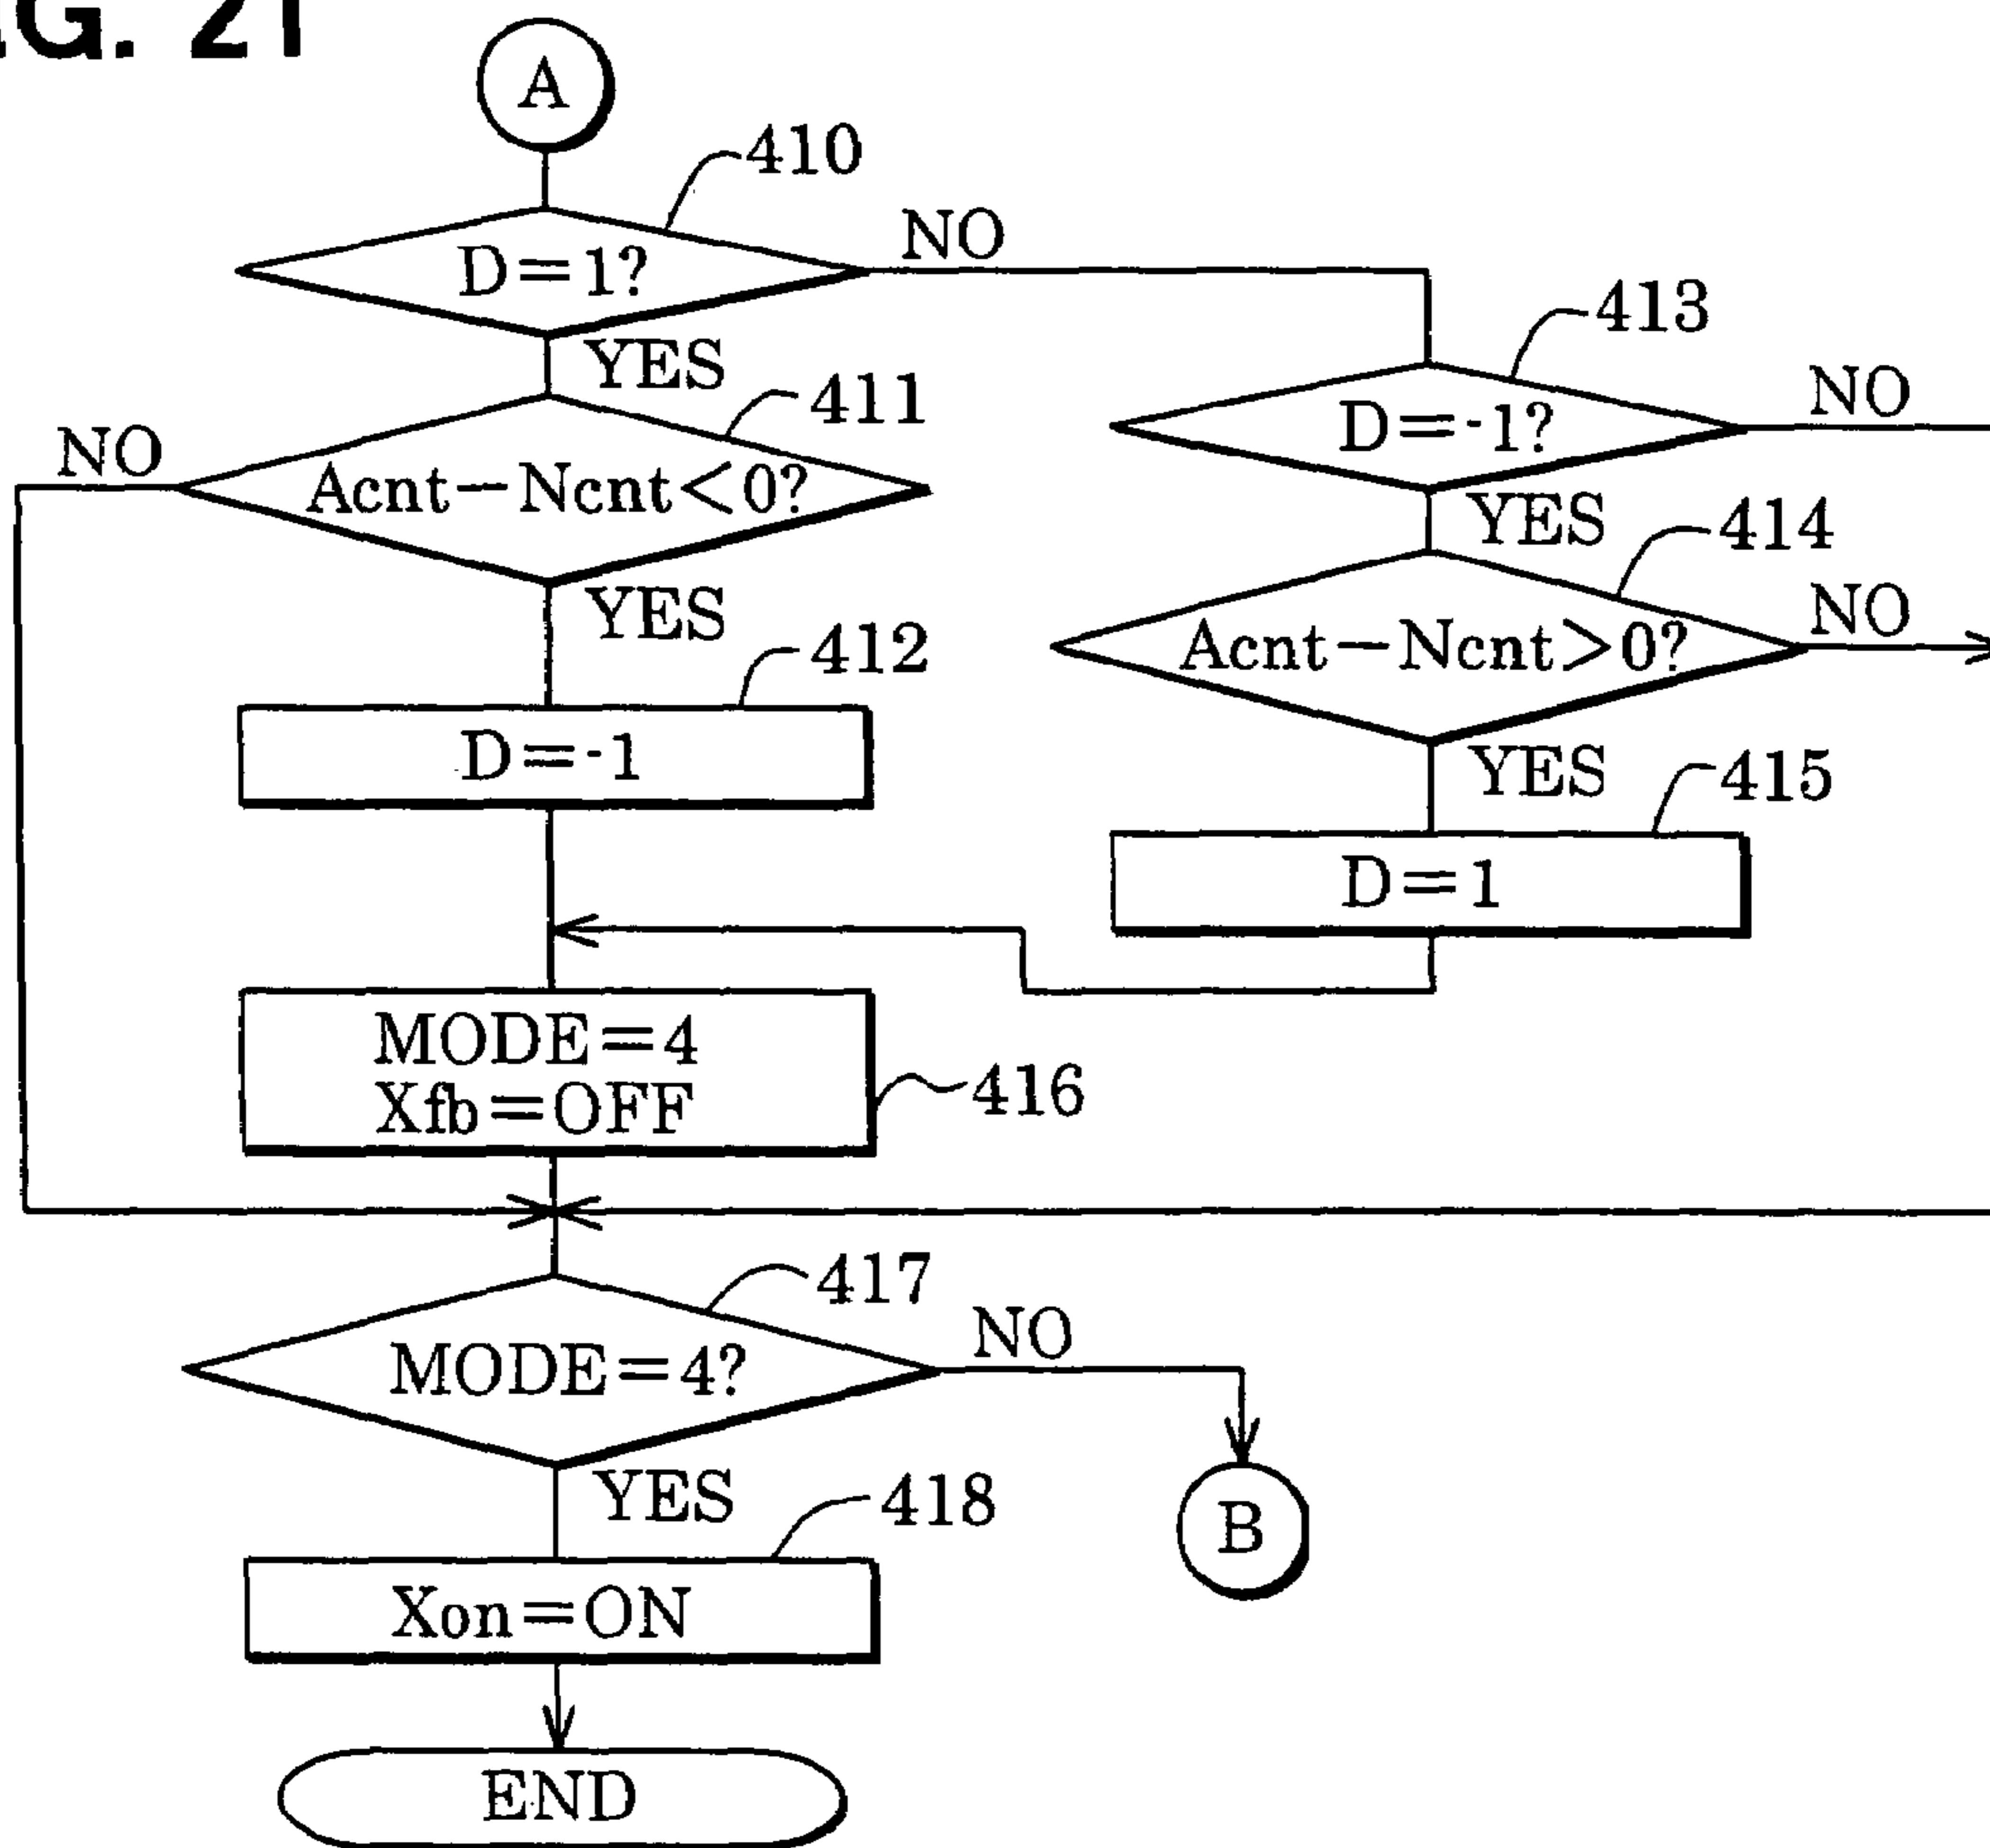 FIG. 21
A
410
D=1?
NO
YES
411
NO
Acnt-Ncnt<0?
YES
412
D=-1
413
D=-1?
NO
YES
414
Acnt-Ncnt>0?
NO
YES
415
D=1
MODE=4
Xfb=OFF
416
417
MODE=4?
NO
B
YES
418
Xon=ON
END